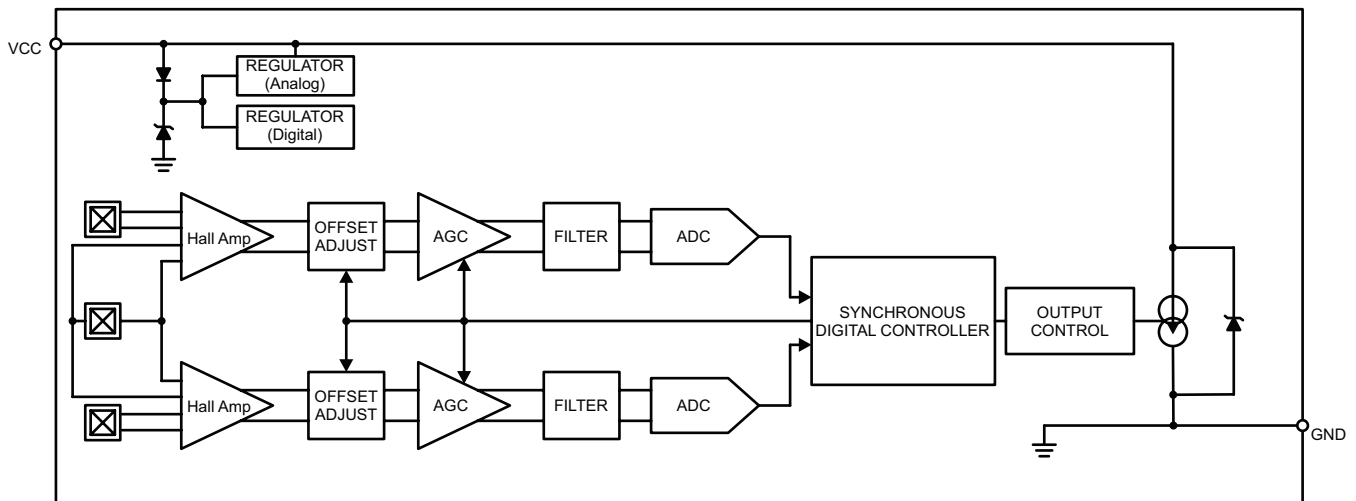 VCC
REGULATOR
(Analog)
REGULATOR
(Digital)
Hall Amp
OFFSET
ADJUST
AGC
FILTER
ADC
SYNCHRONOUS
DIGITAL CONTROLLER
OUTPUT
CONTROL
Hall Amp
OFFSET
ADJUST
AGC
FILTER
ADC
GND